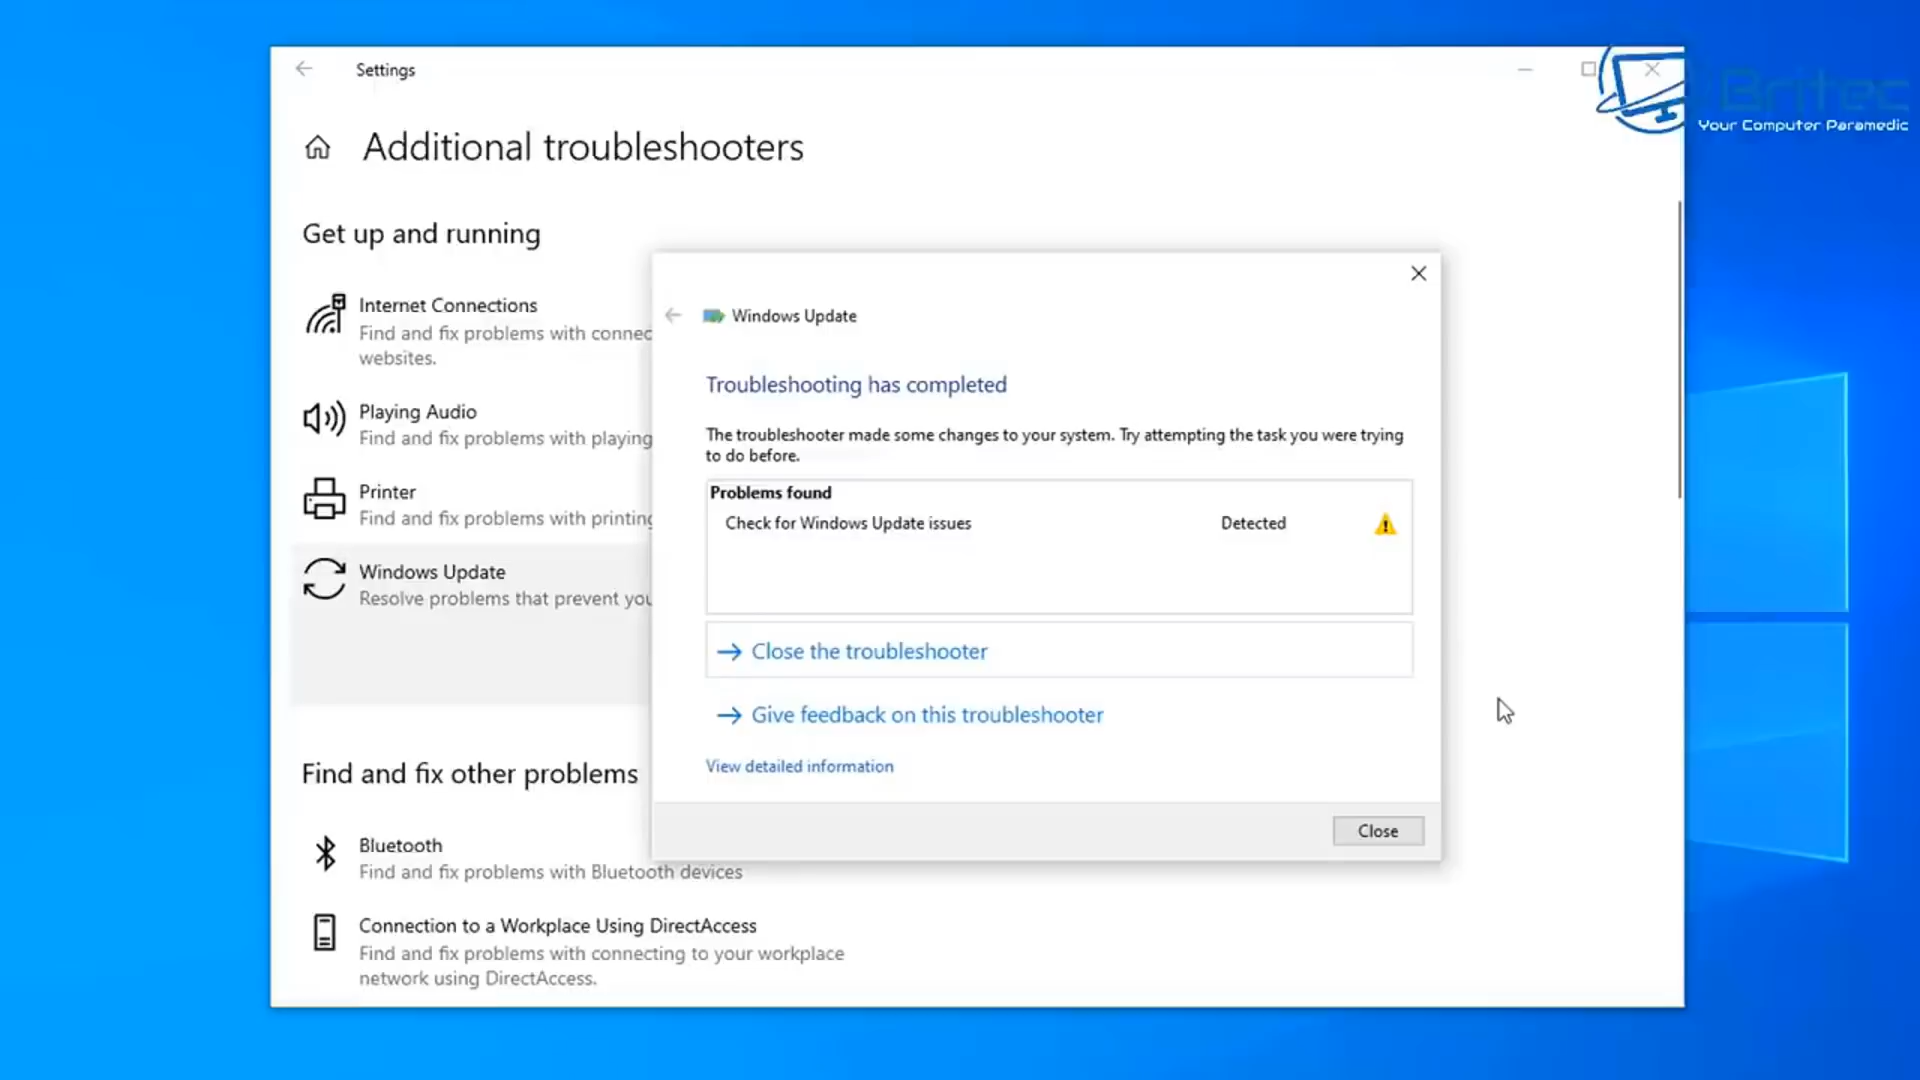 Settings
Britec
Your Computer Paramedic
Additional troubleshooters
Get up and running
Internet Connections
Find and fix problems with connec
websites.
Playing Audio
Find and fix problems with playing
Printer
Find and fix problems with printing
Windows Update
Resolve problems that prevent you
Find and fix other problems
Bluetooth
Find and fix problems with Bluetooth devices
Connection to a Workplace Using DirectAccess
Find and fix problems with connecting to your workplace
network using DirectAccess.
Windows Update
Troubleshooting has completed
The troubleshooter made some changes to your system. Try attempting the task you were trying
to do before.
Problems found
Check for Windows Update issues Detected
Close the troubleshooter
Give feedback on this troubleshooter
View detailed information
Close